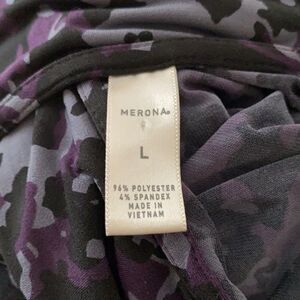 MERONA®
L
96% POLYESTER
4% SPANDEX
MADE IN
VIETNAM